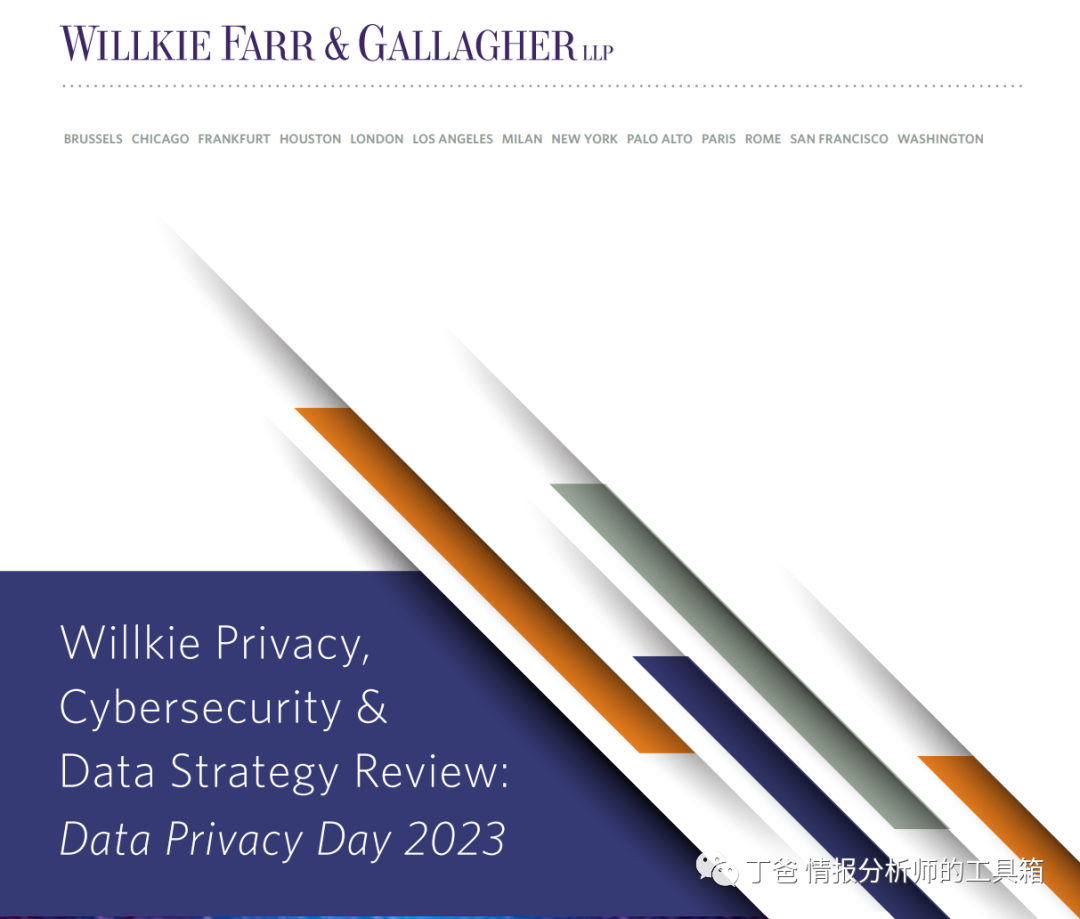 WILLKIE FARR & GALLAGHER LLP
BRUSSELS CHICAGO FRANKFURT HOUSTON LONDON LOS ANGELES MILAN NEW YORK PALO ALTO PARIS ROME SAN FRANCISCO WASHINGTON
Willkie Privacy,
Cybersecurity &
Data Strategy Review:
Data Privacy Day 2023
丁爸 情报分析师的工具箱